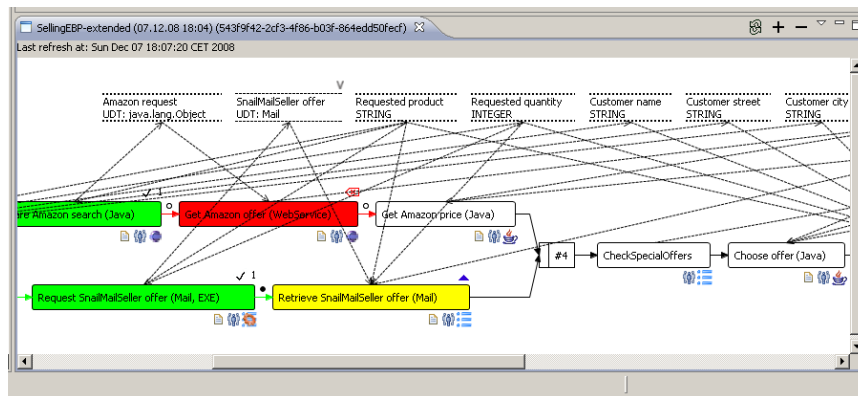 SellingEBP-extended (07.12.08 18:04) (543f9f42-2cf3-4f86-b03f-864edd50fecf)
Last refresh at: Sun Dec 07 18:07:20 CET 2008
Amazon request
UDT: java.lang.Object
SnailMailSeller offer
UDT: Mail
Requested product
STRING
Requested quantity
INTEGER
Customer name
STRING
Customer street
STRING
Customer city
STRING
are Amazon search (Java)
Get Amazon offer (WebService)
Get Amazon price (Java)
#4
CheckSpecialOffers
Choose offer (Java)
1
Request SnailMailSeller offer (Mail, EXE)
Retrieve SnailMailSeller offer (Mail)